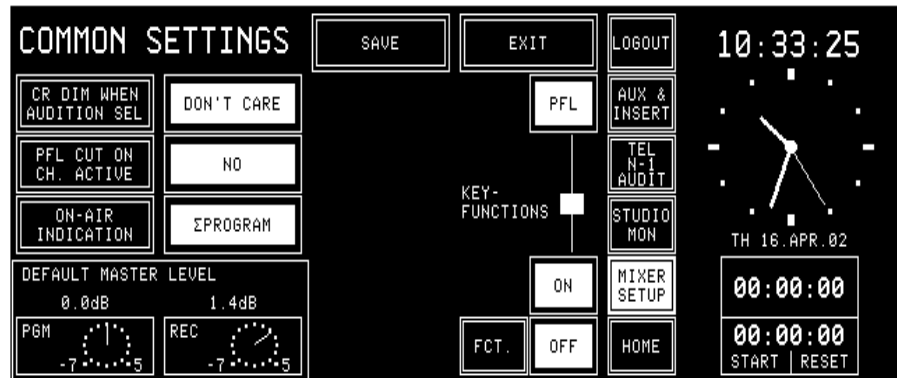 COMMON SETTINGS
SAVE
EXIT
LOGOUT
10:33:25
CR DIM WHEN
AUDITION SEL
DON'T CARE
PFL
AUX &
INSERT
PFL CUT ON
CH. ACTIVE
NO
TEL
N-1
AUDIT
KEY-
FUNCTIONS
ON-AIR
INDICATION
ΣPROGRAM
STUDIO
MON
TH 16.APR.02
DEFAULT MASTER LEVEL
0.0dB
1.4dB
ON
MIXER
SETUP
00:00:00
PGM
-7
5
REC
-7
5
FCT.
OFF
HOME
00:00:00
START
RESET